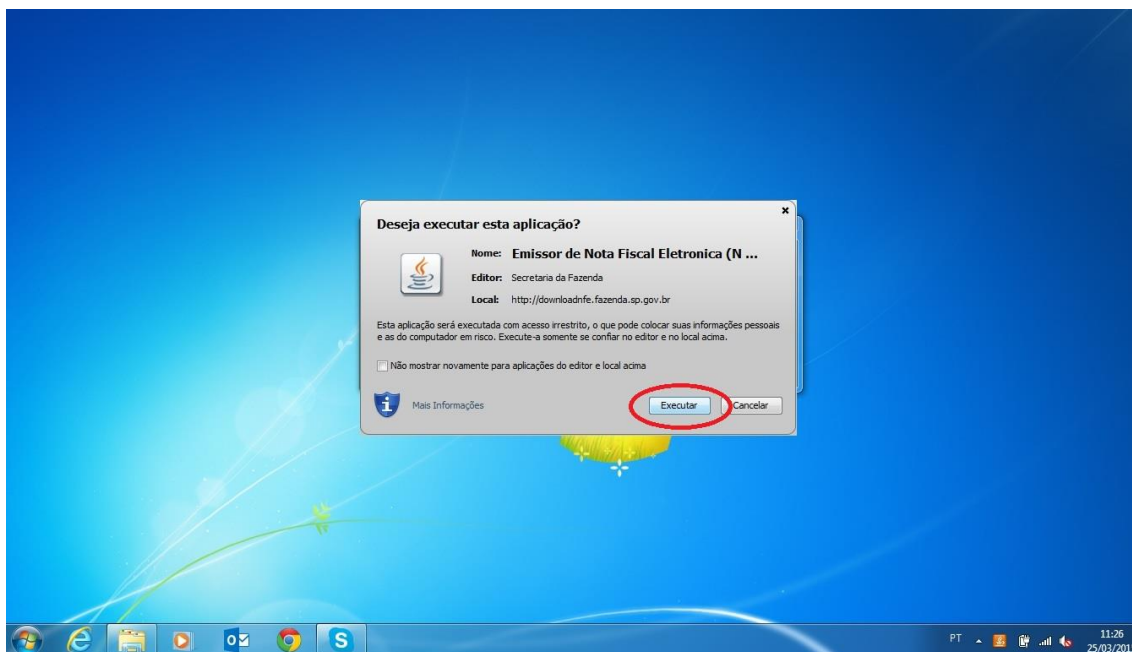 Deseja executar esta aplicação?
Nome: Emissor de Nota Fiscal Eletronica (N ...
Editor: Secretaria da Fazenda
Local: http://downloadnfe.fazenda.sp.gov.br
Esta aplicação será executada com acesso irrestrito, o que pode colocar suas informações pessoais
e as do computador em risco. Execute-a somente se confiar no editor e no local acima.
Não mostrar novamente para aplicações do editor e local acima
Mais Informações
Executar
Cancelar
PT
11:26
25/03/201